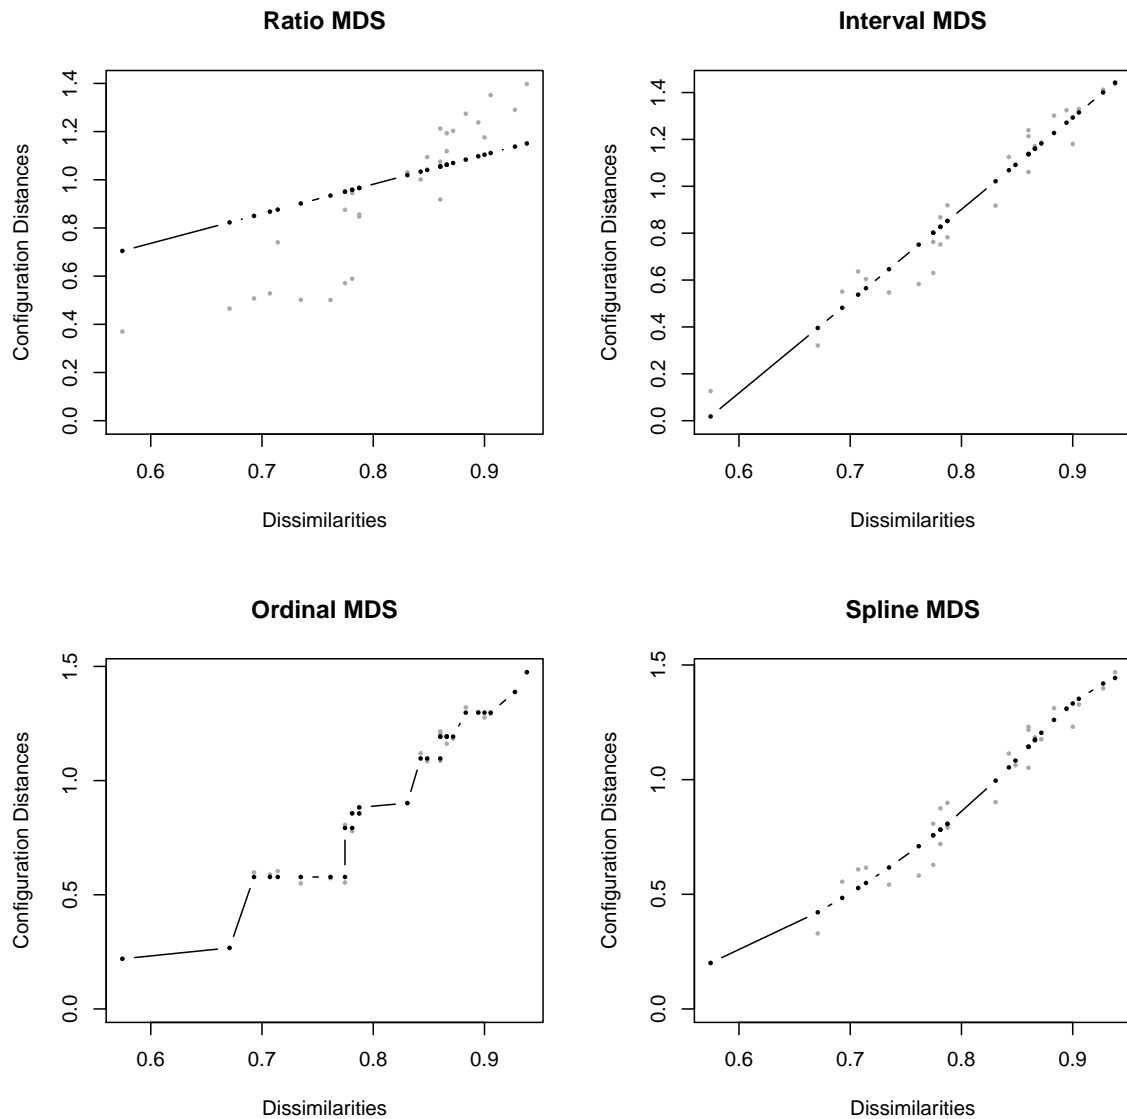 Ratio MDS
Configuration Distances
0.0 0.2 0.4 0.6 0.8 1.0 1.2 1.4
0.6 0.7 0.8 0.9
Dissimilarities
Interval MDS
Configuration Distances
0.0 0.2 0.4 0.6 0.8 1.0 1.2 1.4
0.6 0.7 0.8 0.9
Dissimilarities
Ordinal MDS
Configuration Distances
0.0 0.5 1.0 1.5
0.6 0.7 0.8 0.9
Dissimilarities
Spline MDS
Configuration Distances
0.0 0.5 1.0 1.5
0.6 0.7 0.8 0.9
Dissimilarities